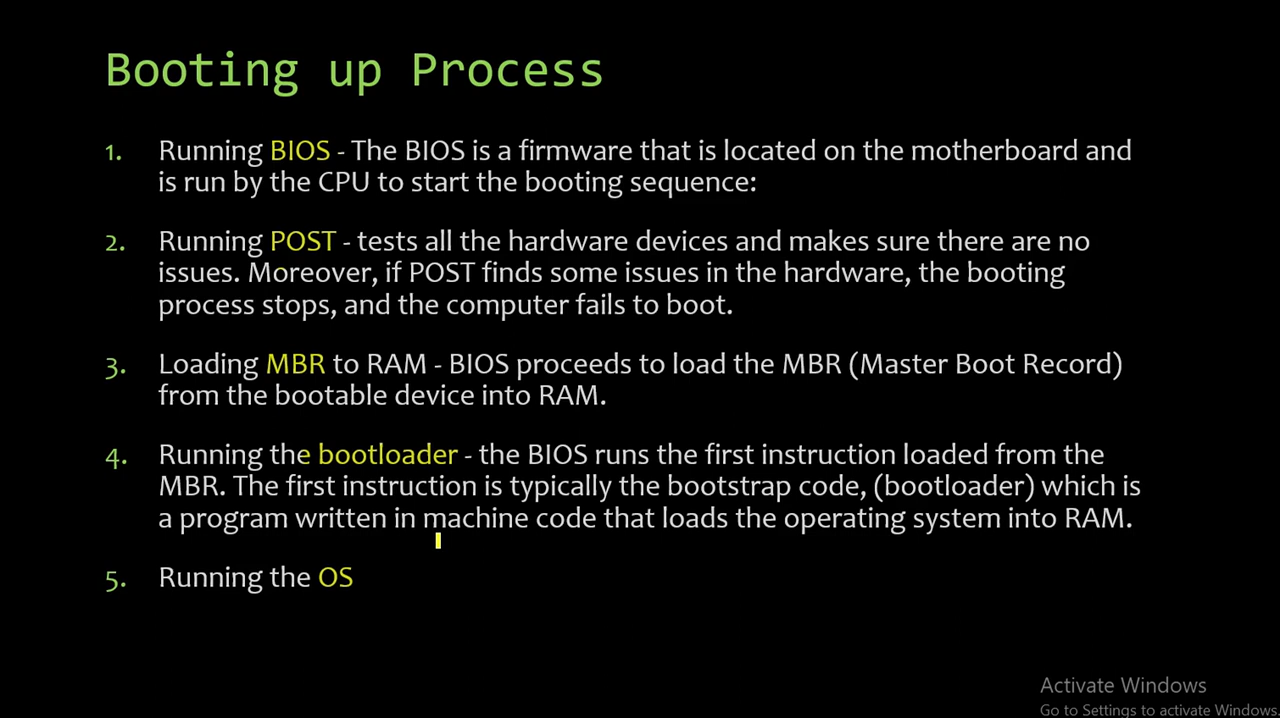 Booting up Process
1. Running BIOS - The BIOS is a firmware that is located on the motherboard and
is run by the CPU to start the booting sequence:
2. Running POST - tests all the hardware devices and makes sure there are no
issues. Moreover, if POST finds some issues in the hardware, the booting
process stops, and the computer fails to boot.
3. Loading MBR to RAM - BIOS proceeds to load the MBR (Master Boot Record)
from the bootable device into RAM.
4. Running the bootloader - the BIOS runs the first instruction loaded from the
MBR. The first instruction is typically the bootstrap code, (bootloader) which is
a program written in machine code that loads the operating system into RAM.
5. Running the OS
Activate Windows
Go to Settings to activate Windows.